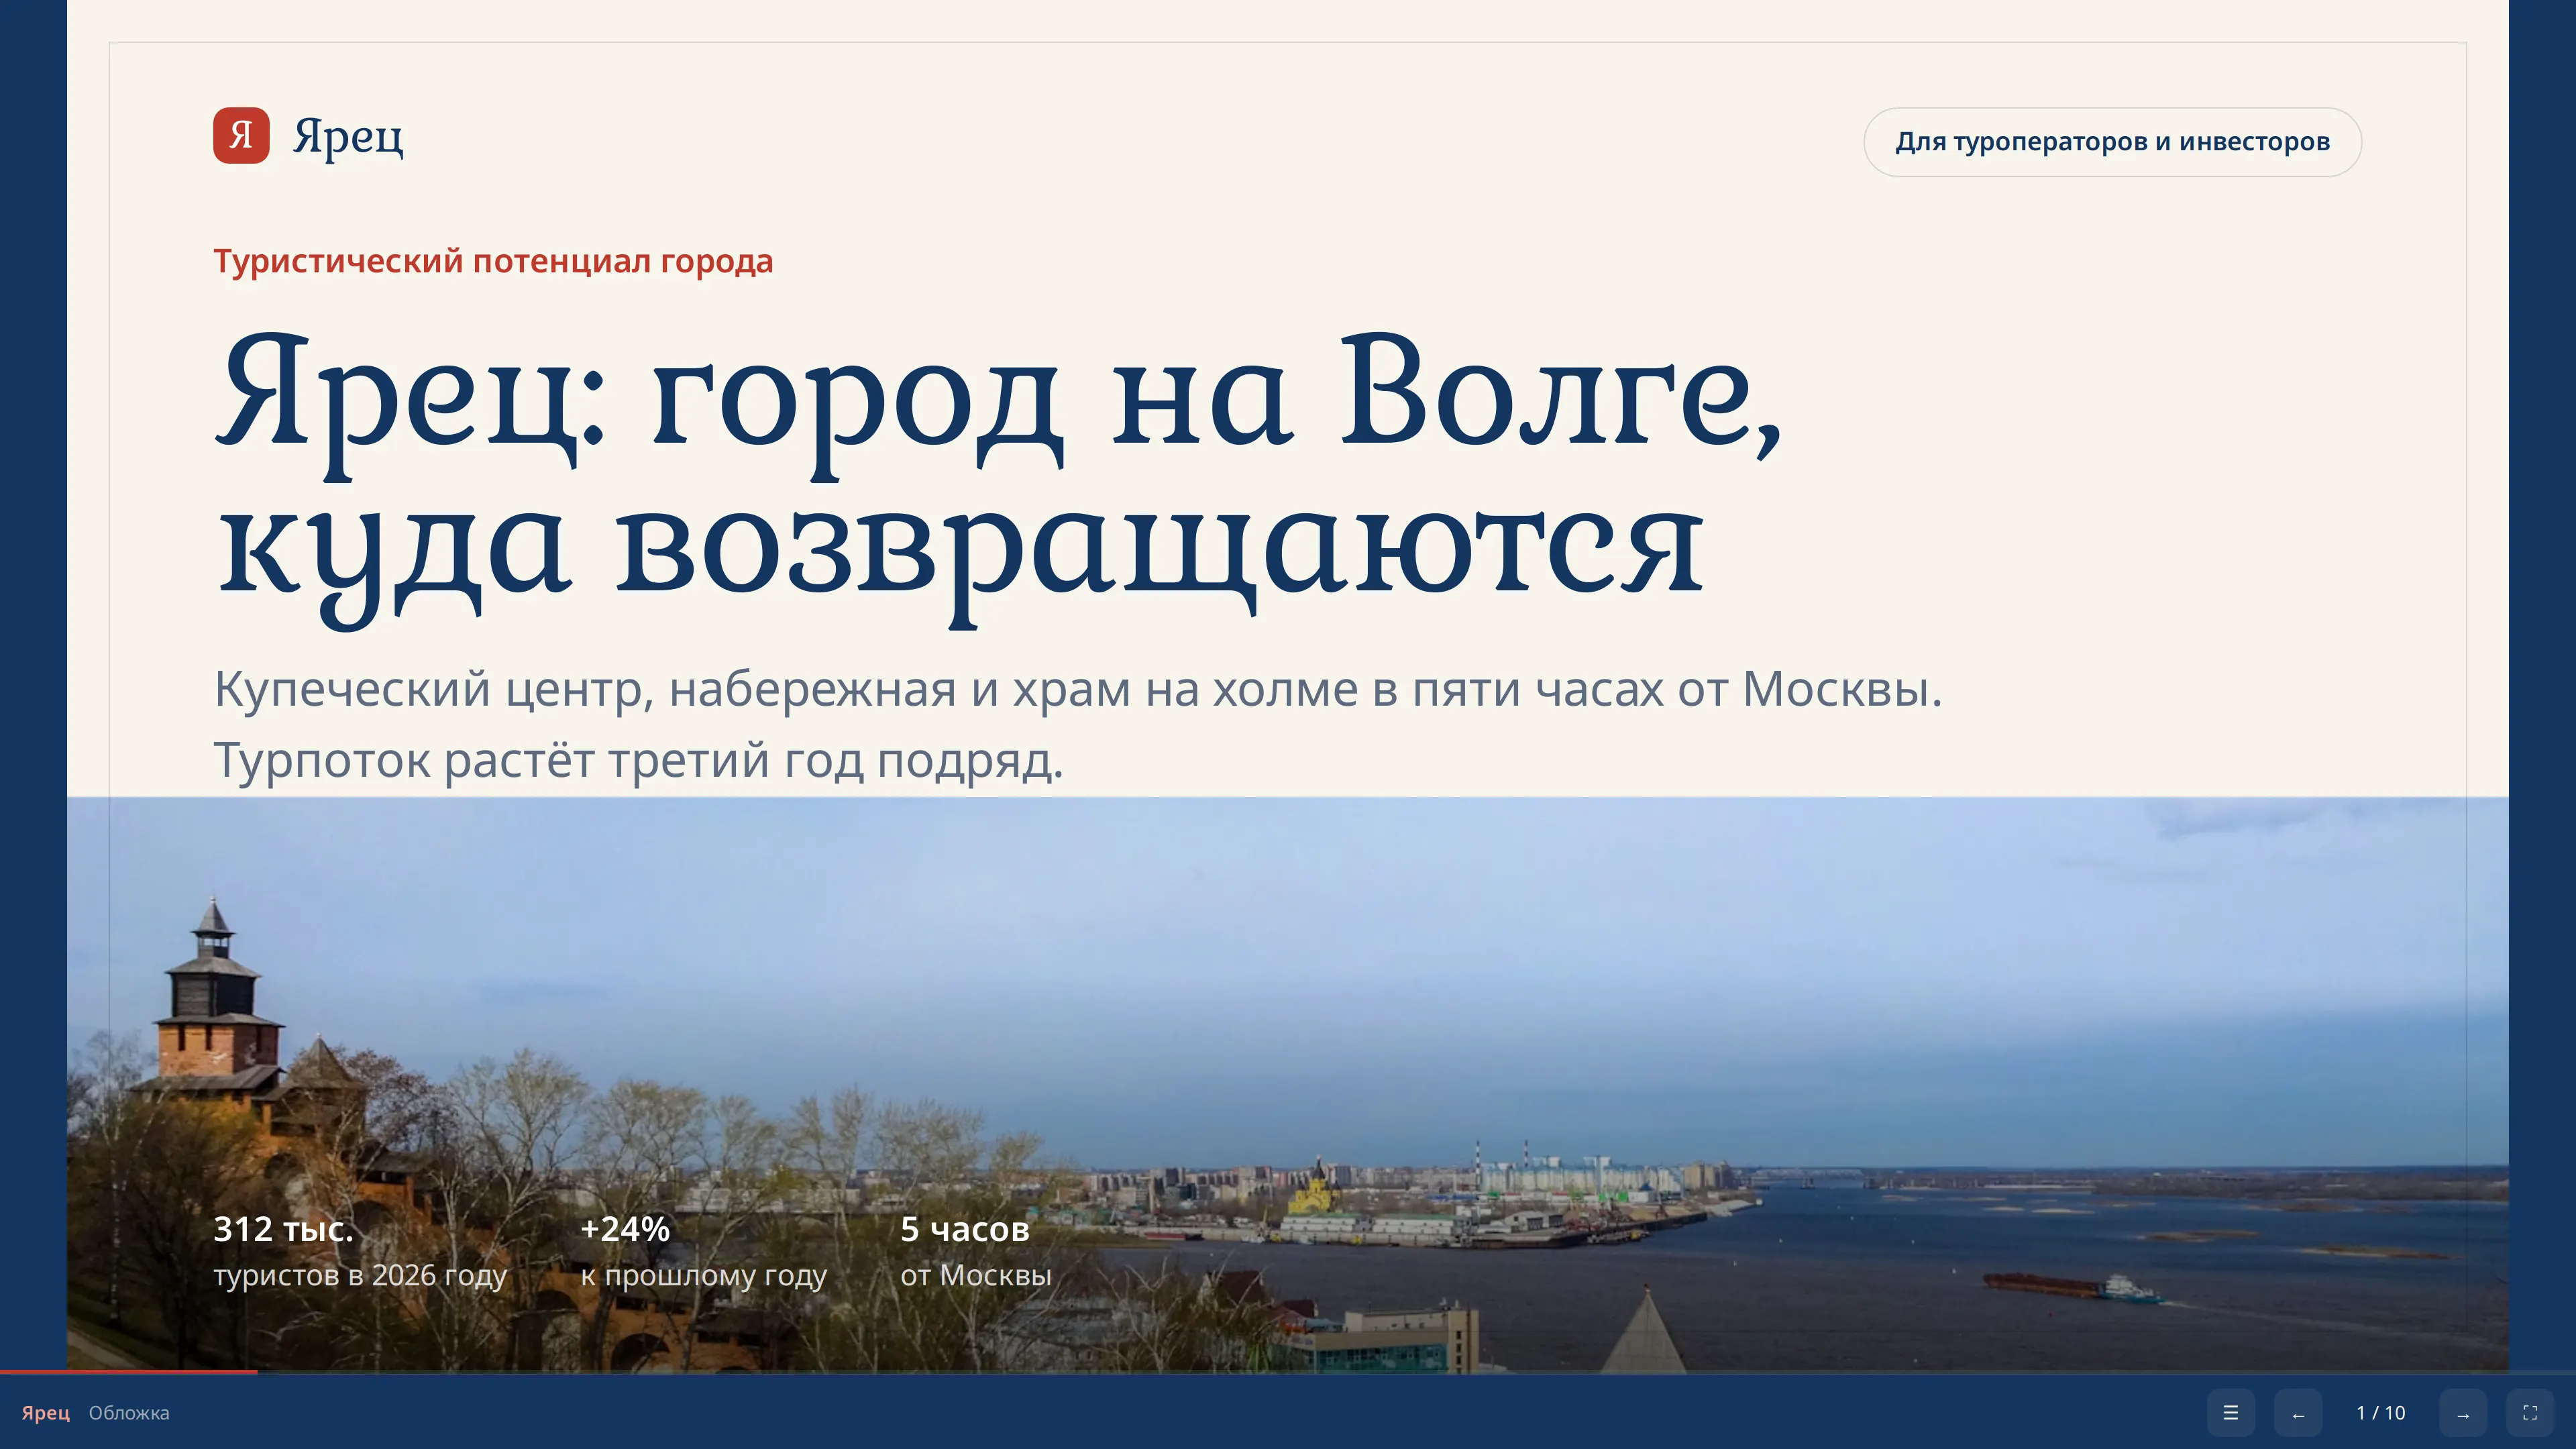 Я Ярец
Для туроператоров и инвесторов
Туристический потенциал города
Ярец: город на Волге,
куда возвращаются
Купеческий центр, набережная и храм на холме в пяти часах от Москвы.
Турпоток растёт третий год подряд.
312 тыс.
туристов в 2026 году
+24%
к прошлому году
5 часов
от Москвы
Ярец Обложка
☰ ← 1 / 10 → ⛶